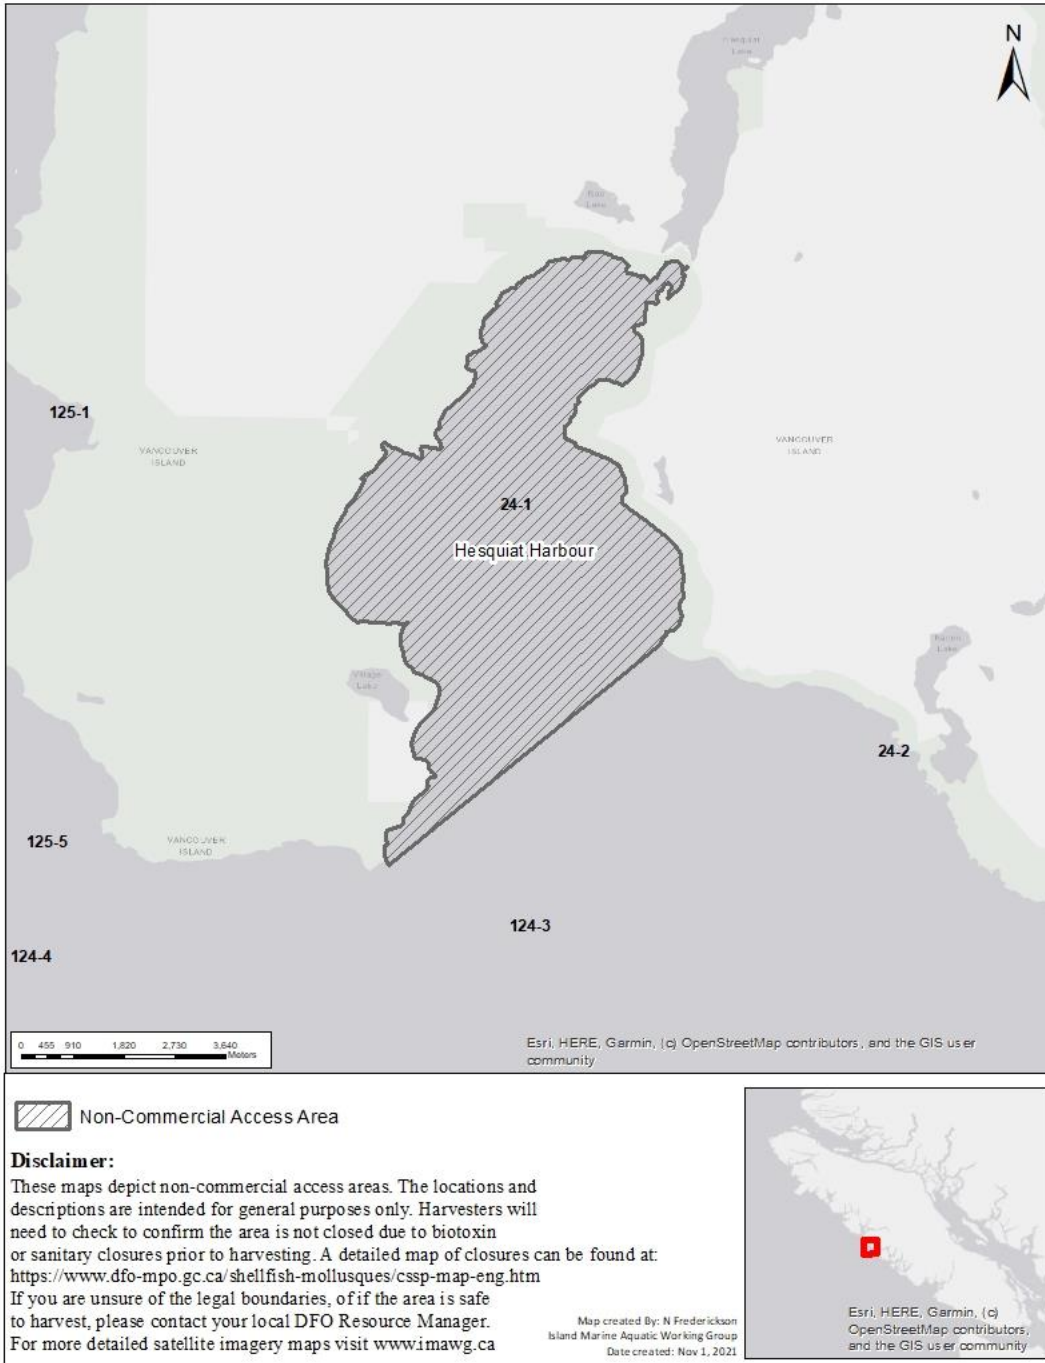 Hesquiat
Lake
N
Rae
Lake
125-1
VANCOUVER
ISLAND
VANCOUVER
ISLAND
24-1
Hesquiat Harbour
Village
Lake
Lake
24-2
125-5
VANCOUVER
ISLAND
124-3
124-4
0 455 910 1,820 2,730 3,640
Meters
Esri, HERE, Garmin, (c) OpenStreetMap contributors, and the GIS user
community
Non-Commercial Access Area
Disclaimer:
These maps depict non-commercial access areas. The locations and
descriptions are intended for general purposes only. Harvesters will
need to check to confirm the area is not closed due to biotoxin
or sanitary closures prior to harvesting. A detailed map of closures can be found at:
https://www.dfo-mpo.gc.ca/shellfish-mollusques/cssp-map-eng.htm
If you are unsure of the legal boundaries, of if the area is safe
to harvest, please contact your local DFO Resource Manager.
For more detailed satellite imagery maps visit www.imawg.ca
Map created By: N Frederickson
Island Marine Aquatic Working Group
Date created: Nov 1, 2021
Esri, HERE, Garmin, (c)
OpenStreetMap contributors,
and the GIS user community